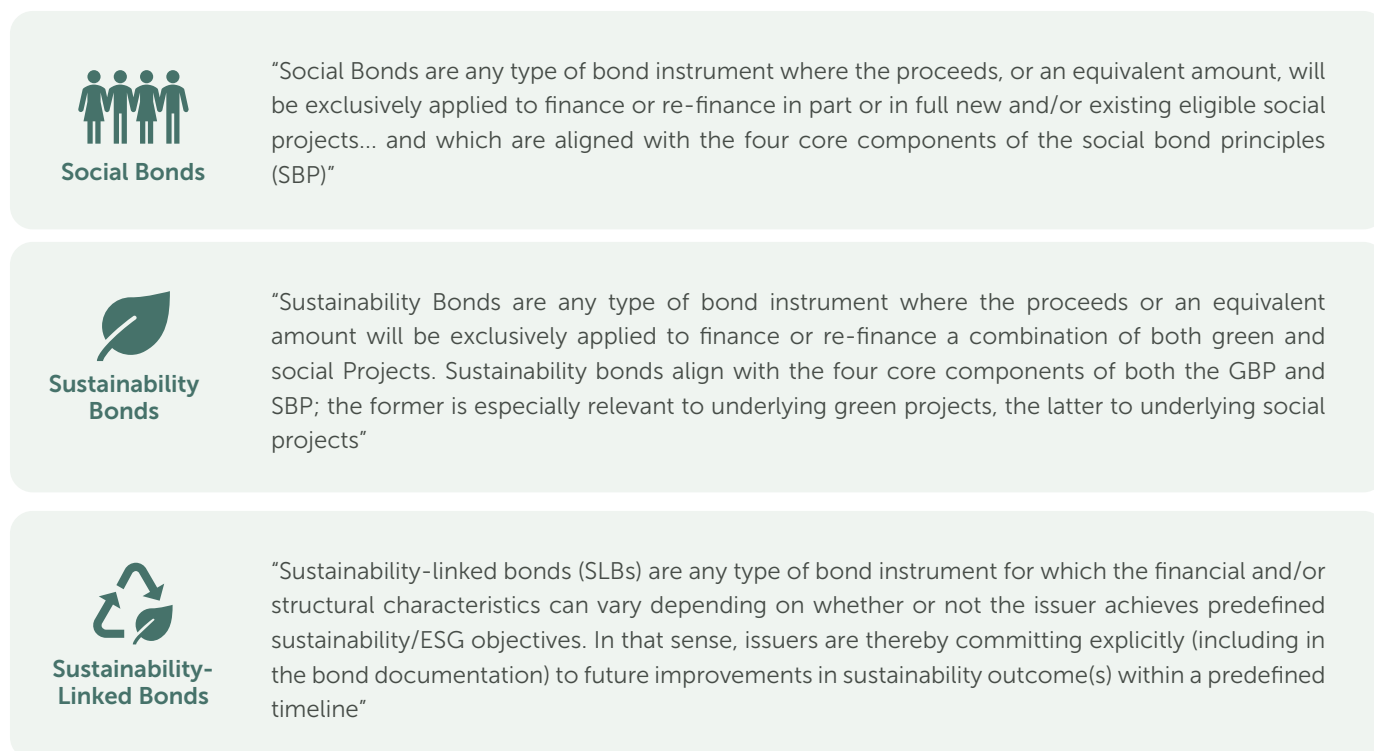 Social Bonds
“Social Bonds are any type of bond instrument where the proceeds, or an equivalent amount, will
be exclusively applied to finance or re-finance in part or in full new and/or existing eligible social
projects... and which are aligned with the four core components of the social bond principles
(SBP)”
Sustainability
Bonds
“Sustainability Bonds are any type of bond instrument where the proceeds or an equivalent
amount will be exclusively applied to finance or re-finance a combination of both green and
social Projects. Sustainability bonds align with the four core components of both the GBP and
SBP; the former is especially relevant to underlying green projects, the latter to underlying social
projects”
Sustainability-
Linked Bonds
“Sustainability-linked bonds (SLBs) are any type of bond instrument for which the financial and/or
structural characteristics can vary depending on whether or not the issuer achieves predefined
sustainability/ESG objectives. In that sense, issuers are thereby committing explicitly (including in
the bond documentation) to future improvements in sustainability outcome(s) within a predefined
timeline”